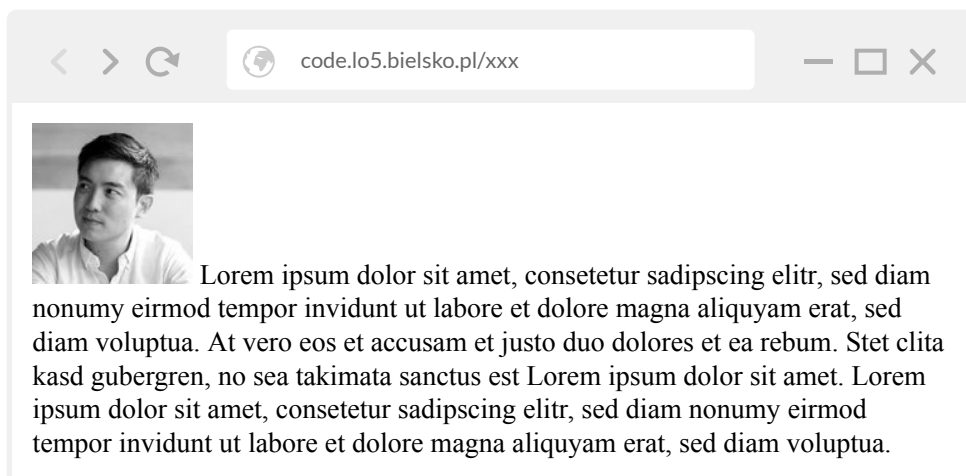 code.lo5.bielsko.pl/xxx
Lorem ipsum dolor sit amet, consetetur sadipscing elitr, sed diam
nonumy eirmod tempor invidunt ut labore et dolore magna aliquyam erat, sed
diam voluptua. At vero eos et accusam et justo duo dolores et ea rebum. Stet clita
kasd gubergren, no sea takimata sanctus est Lorem ipsum dolor sit amet. Lorem
ipsum dolor sit amet, consetetur sadipscing elitr, sed diam nonumy eirmod
tempor invidunt ut labore et dolore magna aliquyam erat, sed diam voluptua.